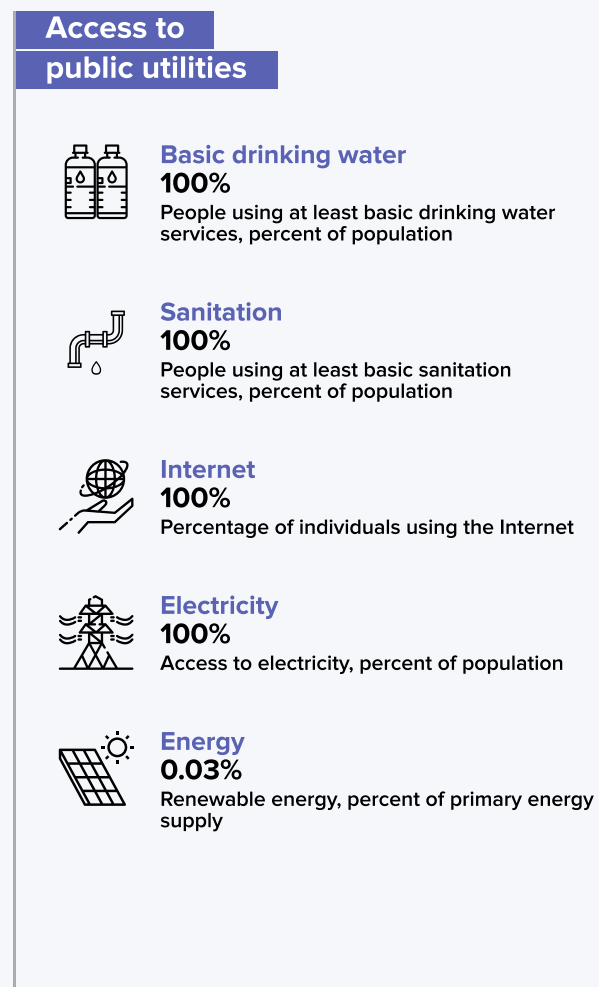 Access to
public utilities
Basic drinking water
100%
People using at least basic drinking water
services, percent of population
Sanitation
100%
People using at least basic sanitation
services, percent of population
Internet
100%
Percentage of individuals using the Internet
Electricity
100%
Access to electricity, percent of population
Energy
0.03%
Renewable energy, percent of primary energy
supply